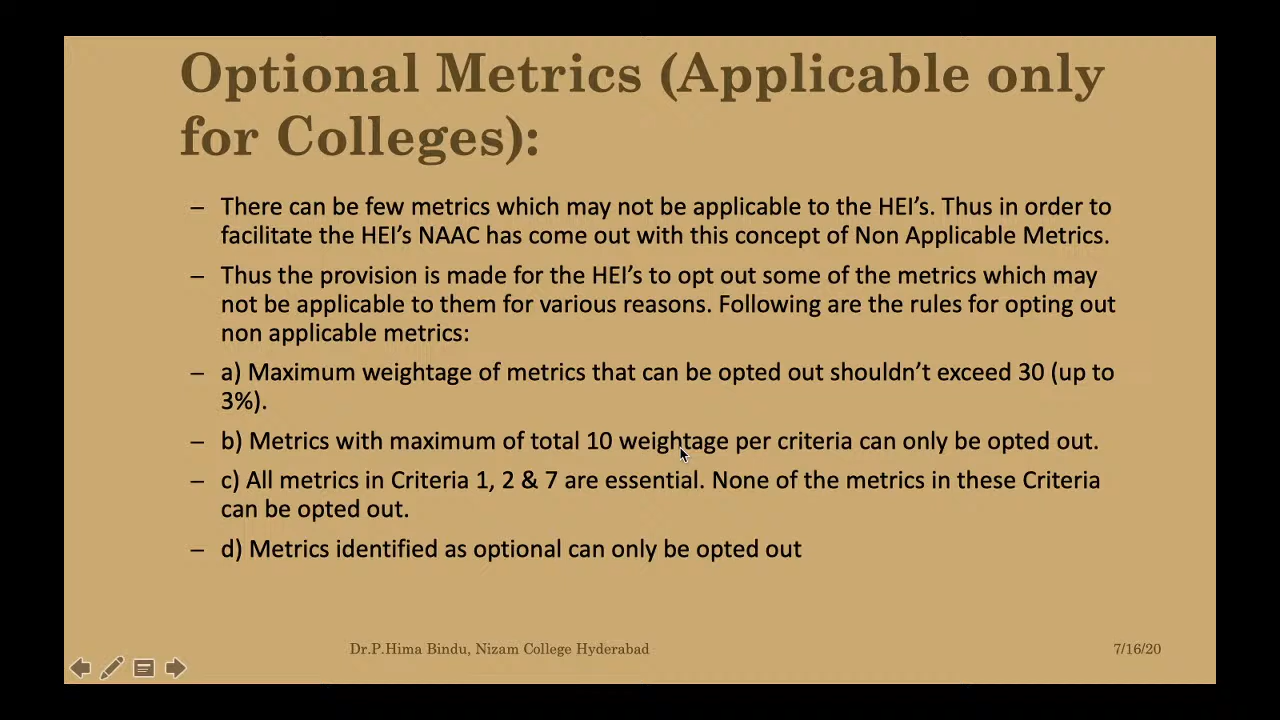 Optional Metrics (Applicable only
for Colleges):
– There can be few metrics which may not be applicable to the HEI’s. Thus in order to
facilitate the HEI’s NAAC has come out with this concept of Non Applicable Metrics.
– Thus the provision is made for the HEI’s to opt out some of the metrics which may
not be applicable to them for various reasons. Following are the rules for opting out
non applicable metrics:
– a) Maximum weightage of metrics that can be opted out shouldn’t exceed 30 (up to
3%).
– b) Metrics with maximum of total 10 weightage per criteria can only be opted out.
– c) All metrics in Criteria 1, 2 & 7 are essential. None of the metrics in these Criteria
can be opted out.
– d) Metrics identified as optional can only be opted out
Dr.P.Hima Bindu, Nizam College Hyderabad
7/16/20